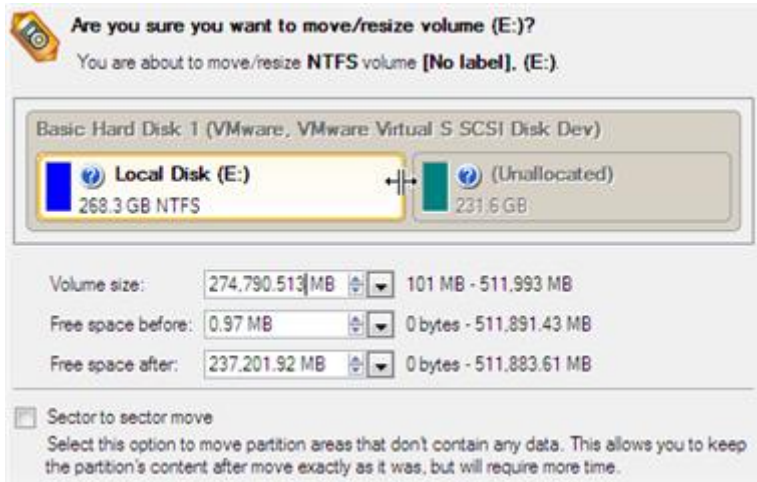 Are you sure you want to move/resize volume (E:)?
You are about to move/resize NTFS volume [No label], (E:).
Basic Hard Disk 1 (VMware, VMware Virtual S SCSI Disk Dev)
Local Disk (E:)
268.3 GB NTFS
(Unallocated)
231.6 GB
Volume size: 274,790.513 MB 101 MB - 511,993 MB
Free space before: 0.97 MB 0 bytes - 511,891.43 MB
Free space after: 237,201.92 MB 0 bytes - 511,883.61 MB
Sector to sector move
Select this option to move partition areas that don't contain any data. This allows you to keep
the partition's content after move exactly as it was, but will require more time.